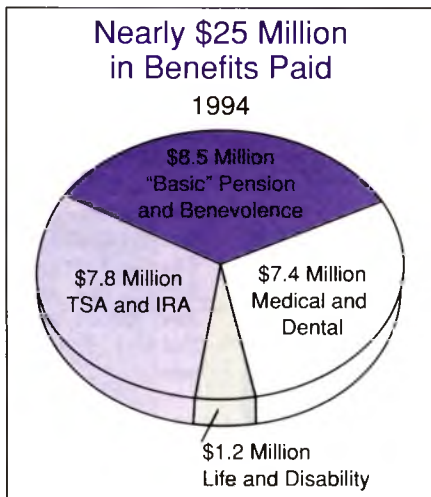 Nearly $25 Million
in Benefits Paid
1994
$8.5 Million
"Basic" Pension
and Benevolence
$7.8 Million
TSA and IRA
$7.4 Million
Medical and
Dental
$1.2 Million
Life and Disability